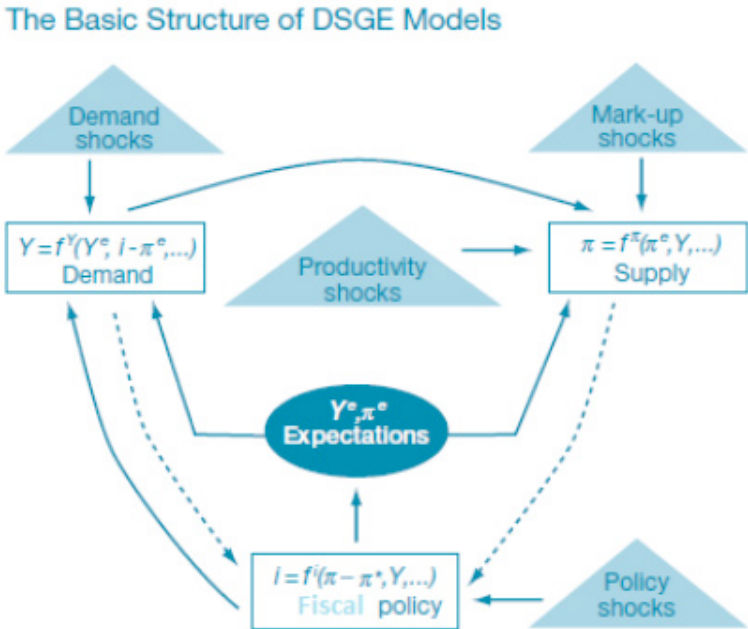 The Basic Structure of DSGE Models
Demand
shocks
Mark-up
shocks
Y = f^Y(Y^e, i - π^e,...)
Demand
Productivity
shocks
π = f^π(π^e, Y,...)
Supply
Y^e, π^e
Expectations
i = f^i(π - π*, Y,...)
Fiscal policy
Policy
shocks